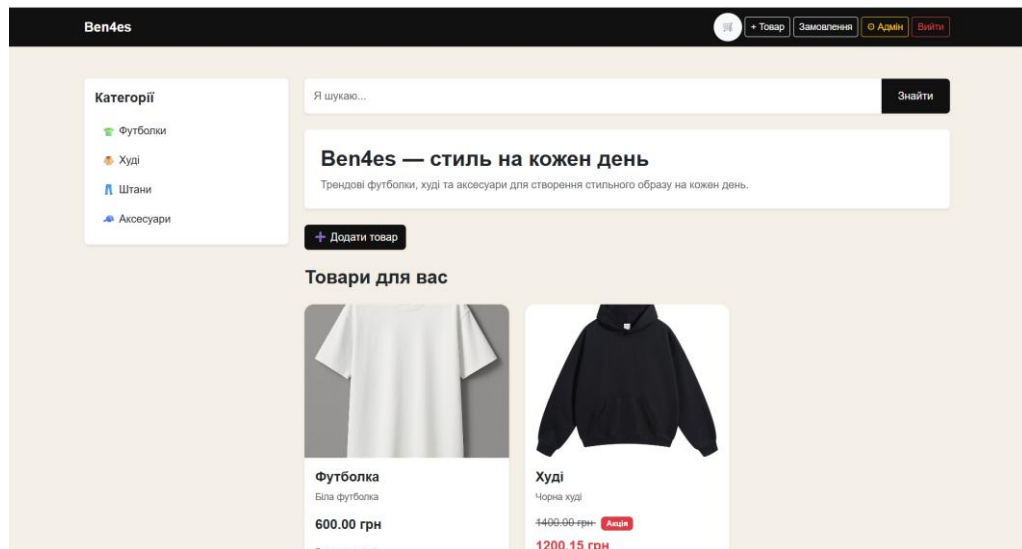 Ben4es
+ Товар Замовлення ⚙ Адмін Вийти
Категорії
Футболки
Худі
Штани
Аксесуари
Я шукаю...
Знайти
Ben4es — стиль на кожен день
Трендові футболки, худі та аксесуари для створення стильного образу на кожен день.
Додати товар
Товари для вас
Футболка
Біла футболка
600.00 грн
Худі
Чорна худі
1400.00 грн Акція
1200.15 грн